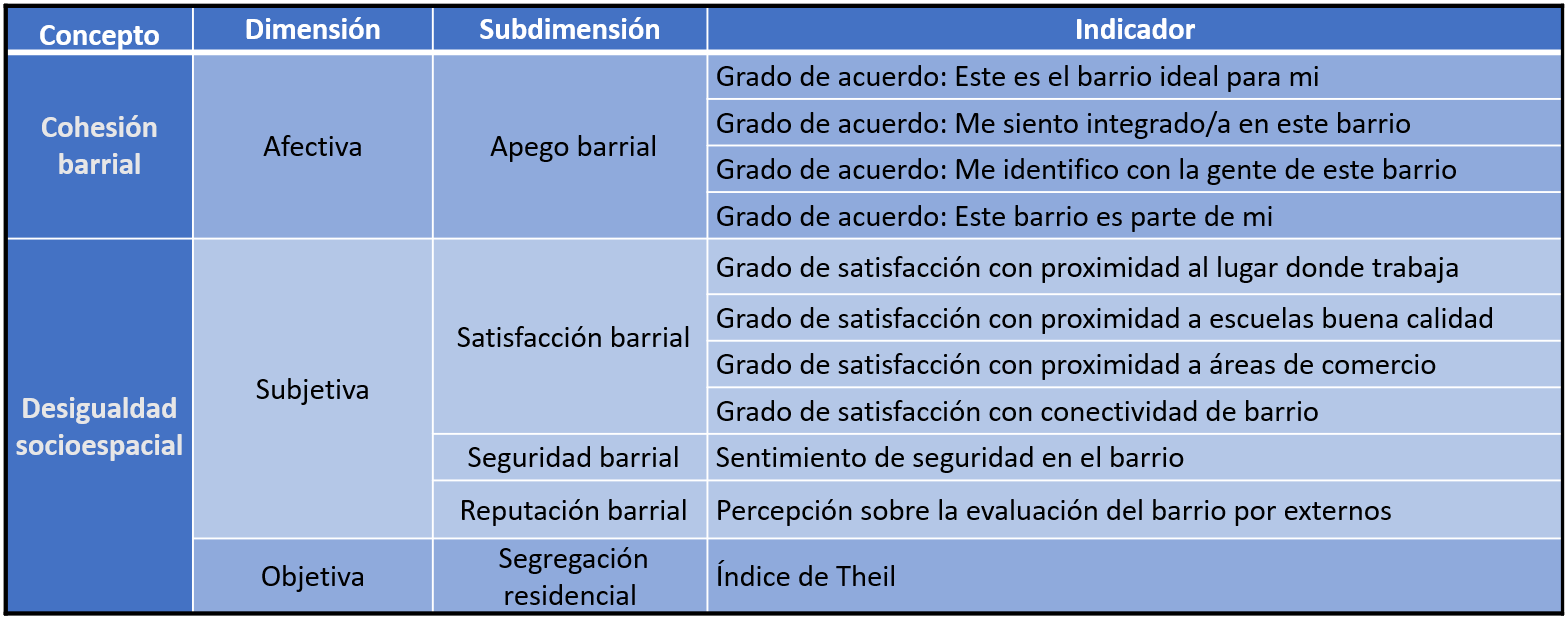 Concepto
Dimensión
Subdimensión
Indicador
Cohesión
barrial
Afectiva
Apego barrial
Grado de acuerdo: Este es el barrio ideal para mi
Grado de acuerdo: Me siento integrado/a en este barrio
Grado de acuerdo: Me identifico con la gente de este barrio
Grado de acuerdo: Este barrio es parte de mi
Desigualdad
socioespacial
Subjetiva
Satisfacción barrial
Grado de satisfacción con proximidad al lugar donde trabaja
Grado de satisfacción con proximidad a escuelas buena calidad
Grado de satisfacción con proximidad a áreas de comercio
Grado de satisfacción con conectividad de barrio
Seguridad barrial
Sentimiento de seguridad en el barrio
Reputación barrial
Percepción sobre la evaluación del barrio por externos
Objetiva
Segregación
residencial
Índice de Theil